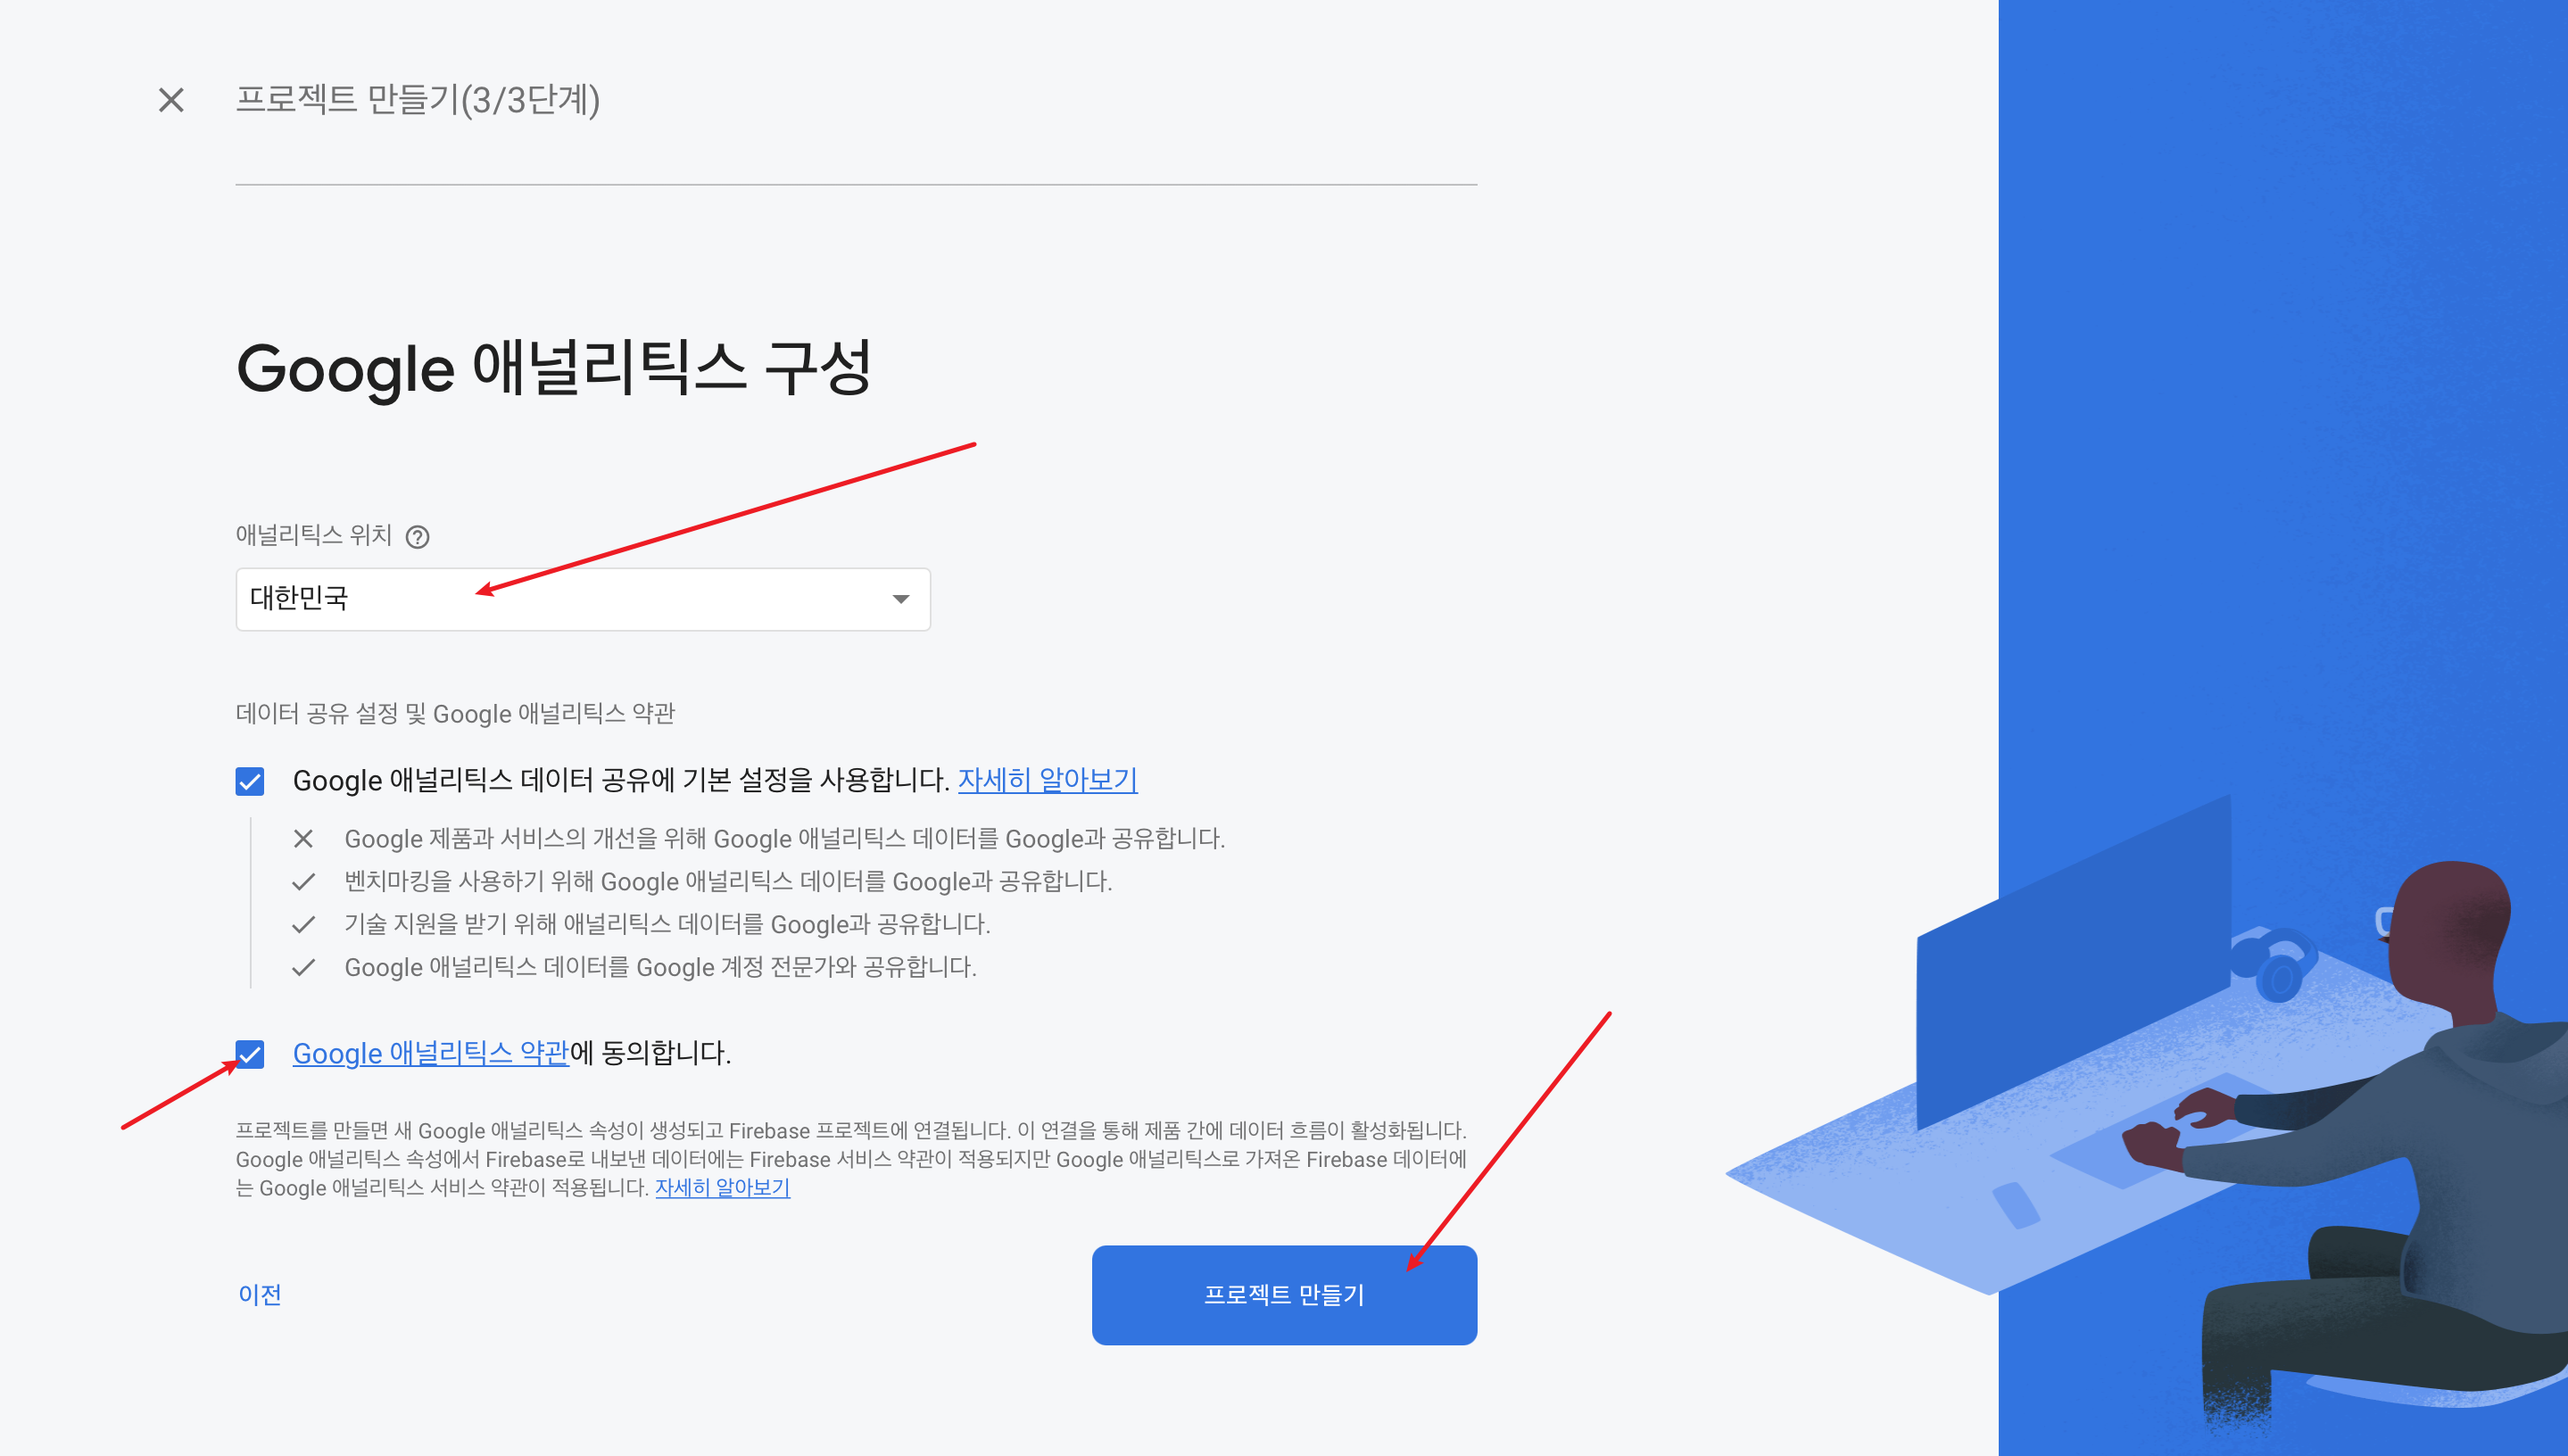 프로젝트 만들기(3/3단계)
Google 애널리틱스 구성
애널리틱스 위치
대한민국
데이터 공유 설정 및 Google 애널리틱스 약관
Google 애널리틱스 데이터 공유에 기본 설정을 사용합니다. 자세히 알아보기
Google 제품과 서비스의 개선을 위해 Google 애널리틱스 데이터를 Google과 공유합니다.
벤치마킹을 사용하기 위해 Google 애널리틱스 데이터를 Google과 공유합니다.
기술 지원을 받기 위해 애널리틱스 데이터를 Google과 공유합니다.
Google 애널리틱스 데이터를 Google 계정 전문가와 공유합니다.
Google 애널리틱스 약관에 동의합니다.
프로젝트를 만들면 새 Google 애널리틱스 속성이 생성되고 Firebase 프로젝트에 연결됩니다. 이 연결을 통해 제품 간에 데이터 흐름이 활성화됩니다.
Google 애널리틱스 속성에서 Firebase로 내보낸 데이터에는 Firebase 서비스 약관이 적용되지만 Google 애널리틱스로 가져온 Firebase 데이터에
는 Google 애널리틱스 서비스 약관이 적용됩니다. 자세히 알아보기
이전
프로젝트 만들기